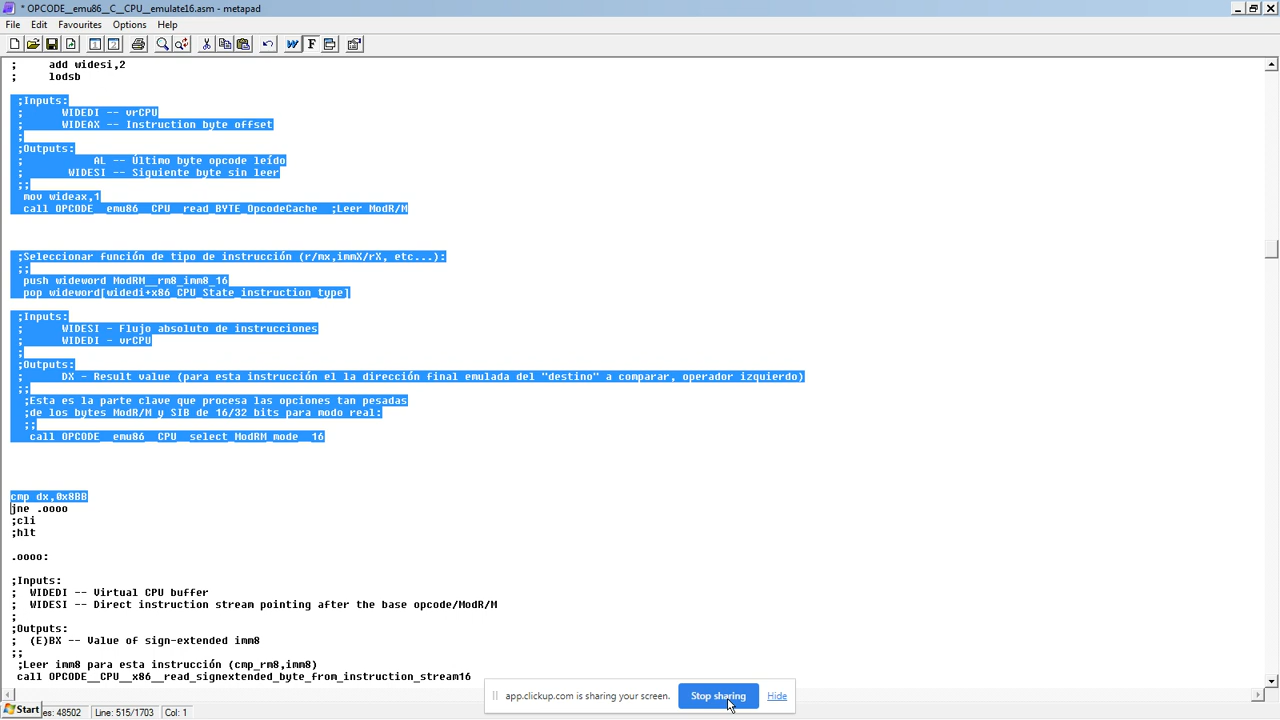 * OPCODE__emu86__C__CPU__emulate16.asm - metapad
File Edit Favourites Options Help
;     add widesi,2
;     lodsb
;Inputs:
;      WIDEDI -- vrCPU
;      WIDEAX -- Instruction byte offset
;
;Outputs:
;           AL -- Último byte opcode leído
;       WIDESI -- Siguiente byte sin leer
;;
mov wideax,1
call OPCODE__emu86__CPU__read_BYTE_OpcodeCache  ;Leer ModR/M
;Seleccionar función de tipo de instrucción (r/mx,immX/rX, etc...):
;;
push wideword ModRM__rm8_imm8_16
pop wideword[widedi+x86_CPU_State_instruction_type]
;Inputs:
;      WIDESI - Flujo absoluto de instrucciones
;      WIDEDI - vrCPU
;
;Outputs:
;      DX - Result value (para esta instrucción el la dirección final emulada del "destino" a comparar, operador izquierdo)
;;
;Esta es la parte clave que procesa las opciones tan pesadas
;de los bytes ModR/M y SIB de 16/32 bits para modo real:
;;
call OPCODE__emu86__CPU__select_ModRM_mode__16
cmp dx,0x8BB
jne .oooo
;cli
;hlt
.oooo:
;Inputs:
;  WIDEDI -- Virtual CPU buffer
;  WIDESI -- Direct instruction stream pointing after the base opcode/ModR/M
;
;Outputs:
;  (E)BX -- Value of sign-extended imm8
;;
;Leer imm8 para esta instrucción (cmp_rm8,imm8)
call OPCODE__CPU__x86__read_signextended_byte_from_instruction_stream16
app.clickup.com is sharing your screen. Stop sharing Hide
Start es: 48502 Line: 515/1703 Col: 1